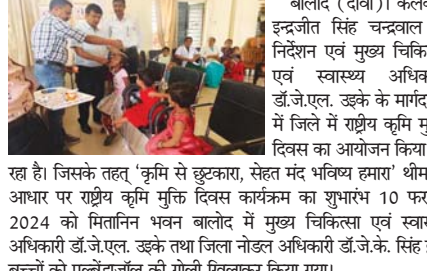 बालोद (दावा)। कलेक्
इन्द्रजीत सिंह चन्द्रवाल
निर्देशन एवं मुख्य चिकि
एवं स्वास्थ्य अधिक
डॉ.जे.एल. उइके के मार्गद
में जिले में राष्ट्रीय कृमि मु
दिवस का आयोजन किया
रहा है। जिसके तहत् ‘कृमि से छुटकारा, सेहत मंद भविष्य हमारा’ थीम
आधार पर राष्ट्रीय कृमि मुक्ति दिवस कार्यक्रम का शुभारंभ 10 फर
2024 को मितानिन भवन बालोद में मुख्य चिकित्सा एवं स्वास्
अधिकारी डॉ.जे.एल. उइके तथा जिला नोडल अधिकारी डॉ.जे.के. सिंह
बच्चों को एल्बेंडाजॉल की गोली खिलाकर किया गया।